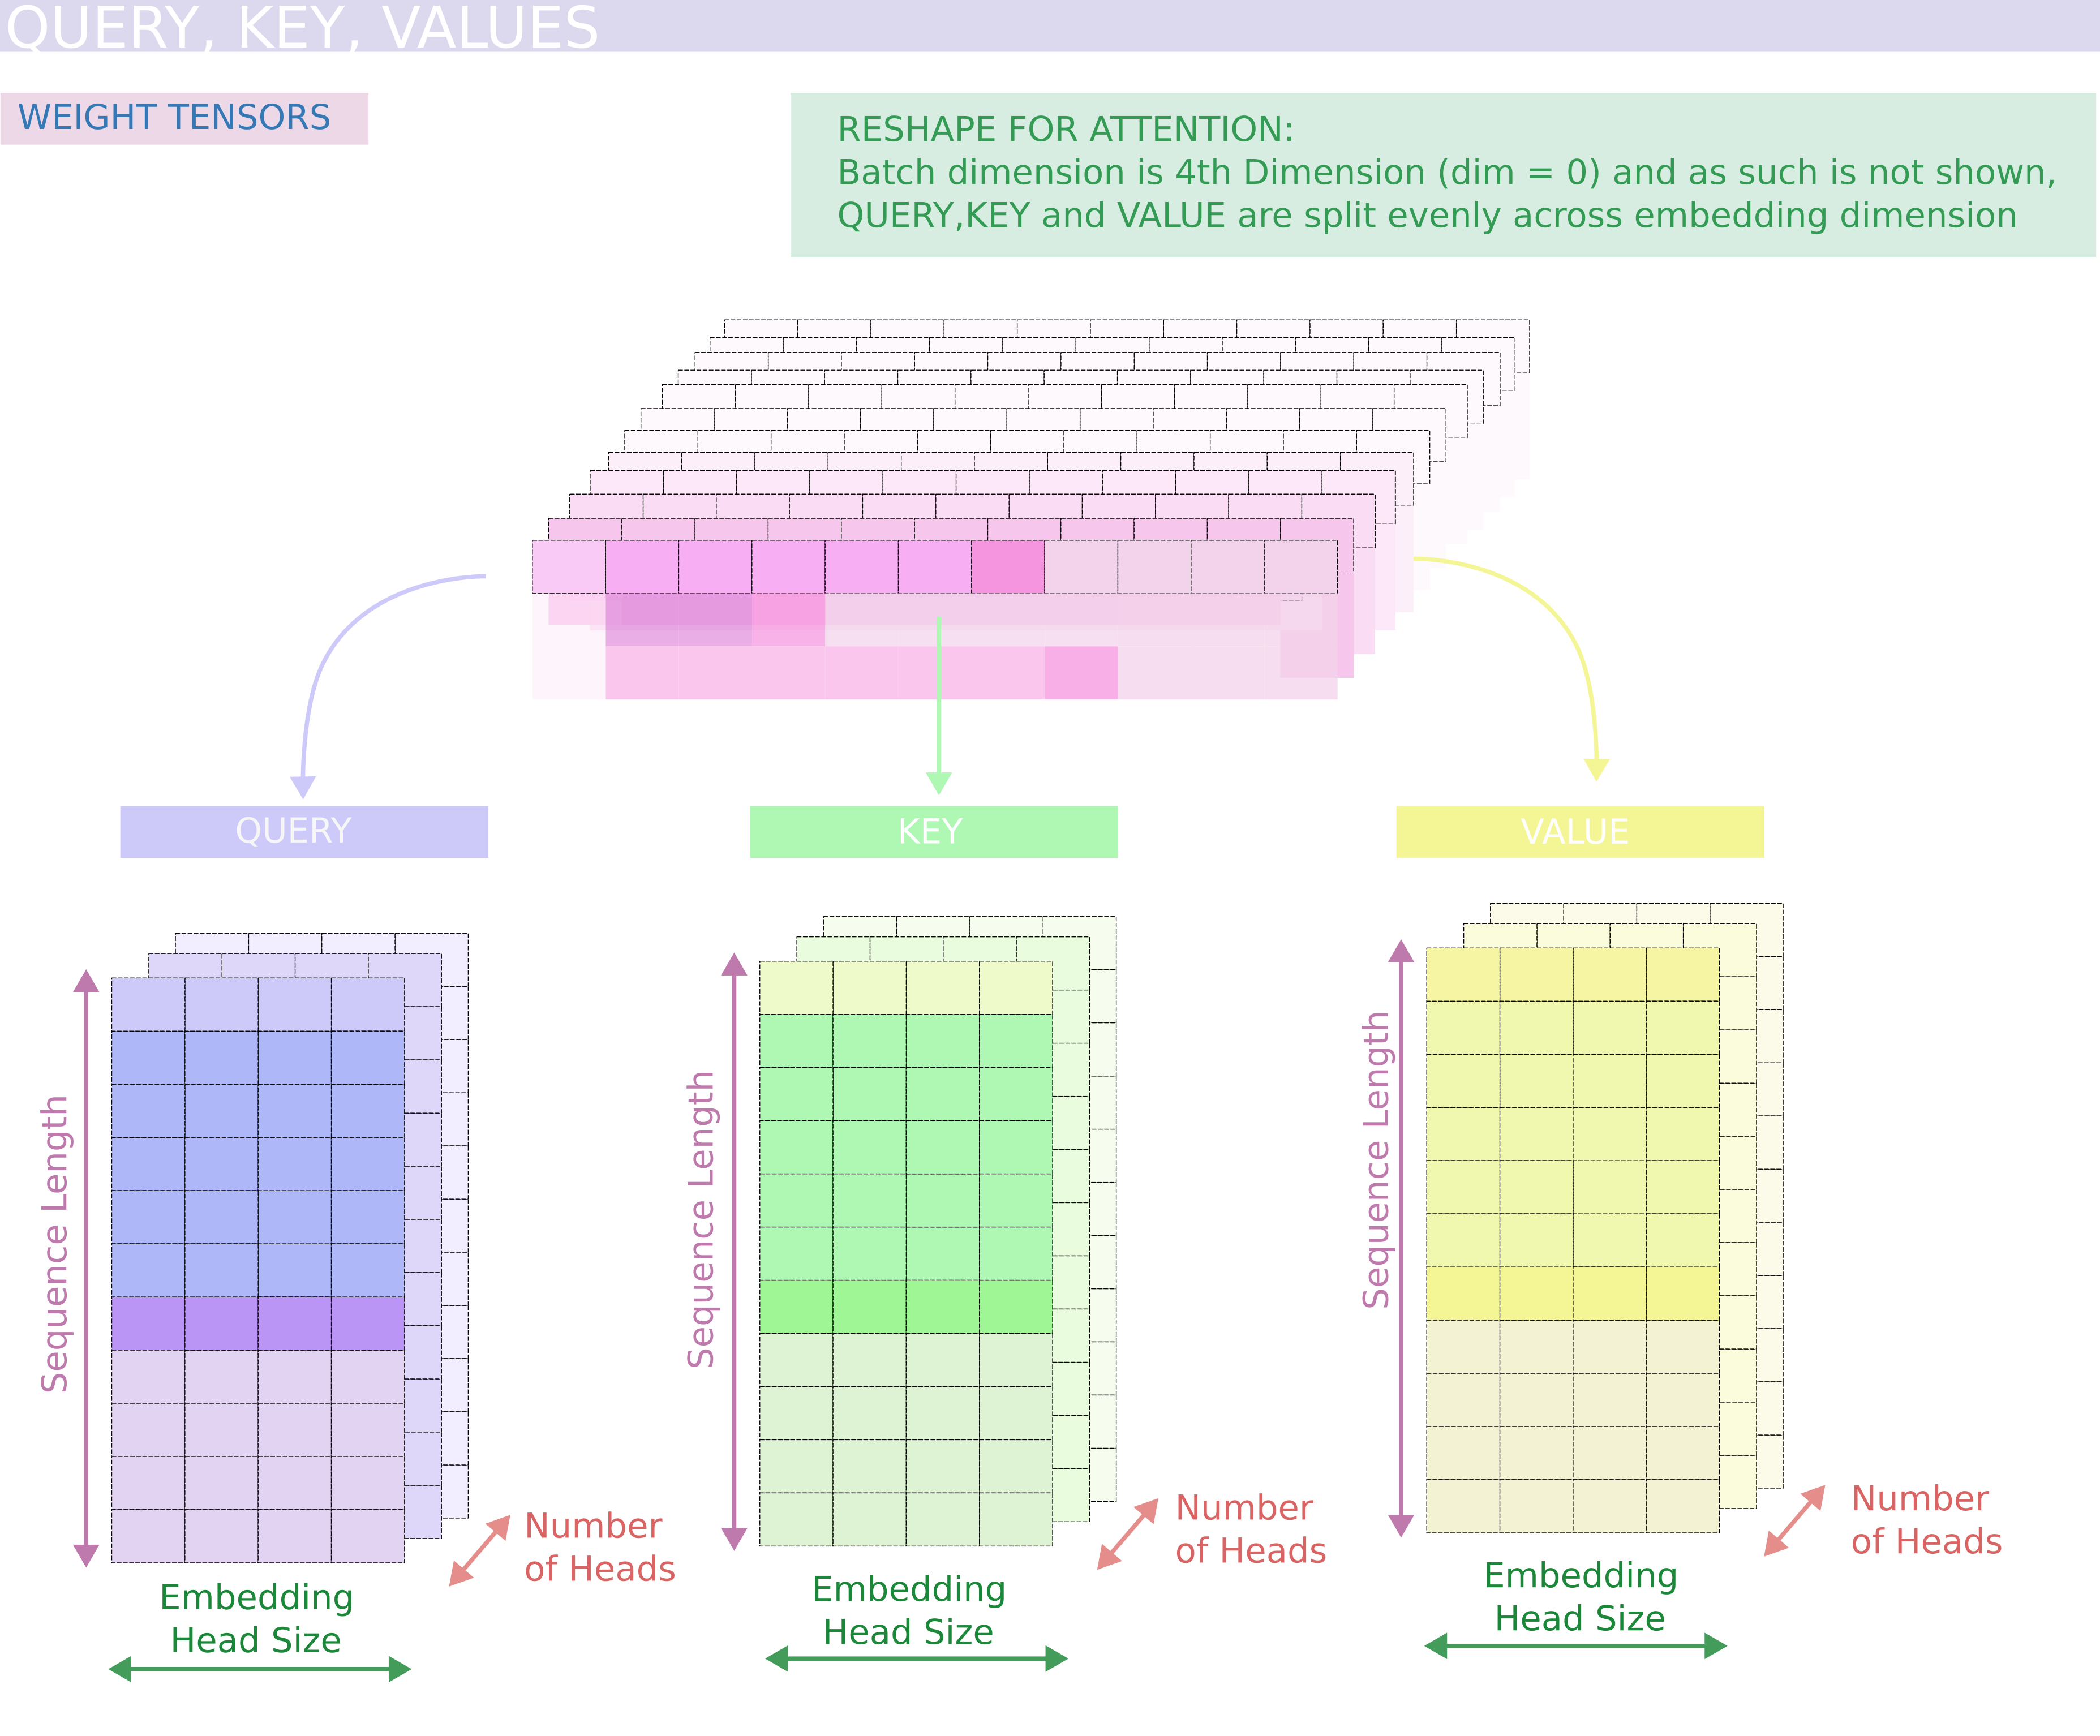 QUERY, KEY, VALUES
WEIGHT TENSORS
RESHAPE FOR ATTENTION:
Batch dimension is 4th Dimension (dim = 0) and as such is not shown,
QUERY,KEY and VALUE are split evenly across embedding dimension
QUERY
KEY
VALUE
Sequence Length
Number
of Heads
Embedding
Head Size
Sequence Length
Number
of Heads
Embedding
Head Size
Sequence Length
Number
of Heads
Embedding
Head Size